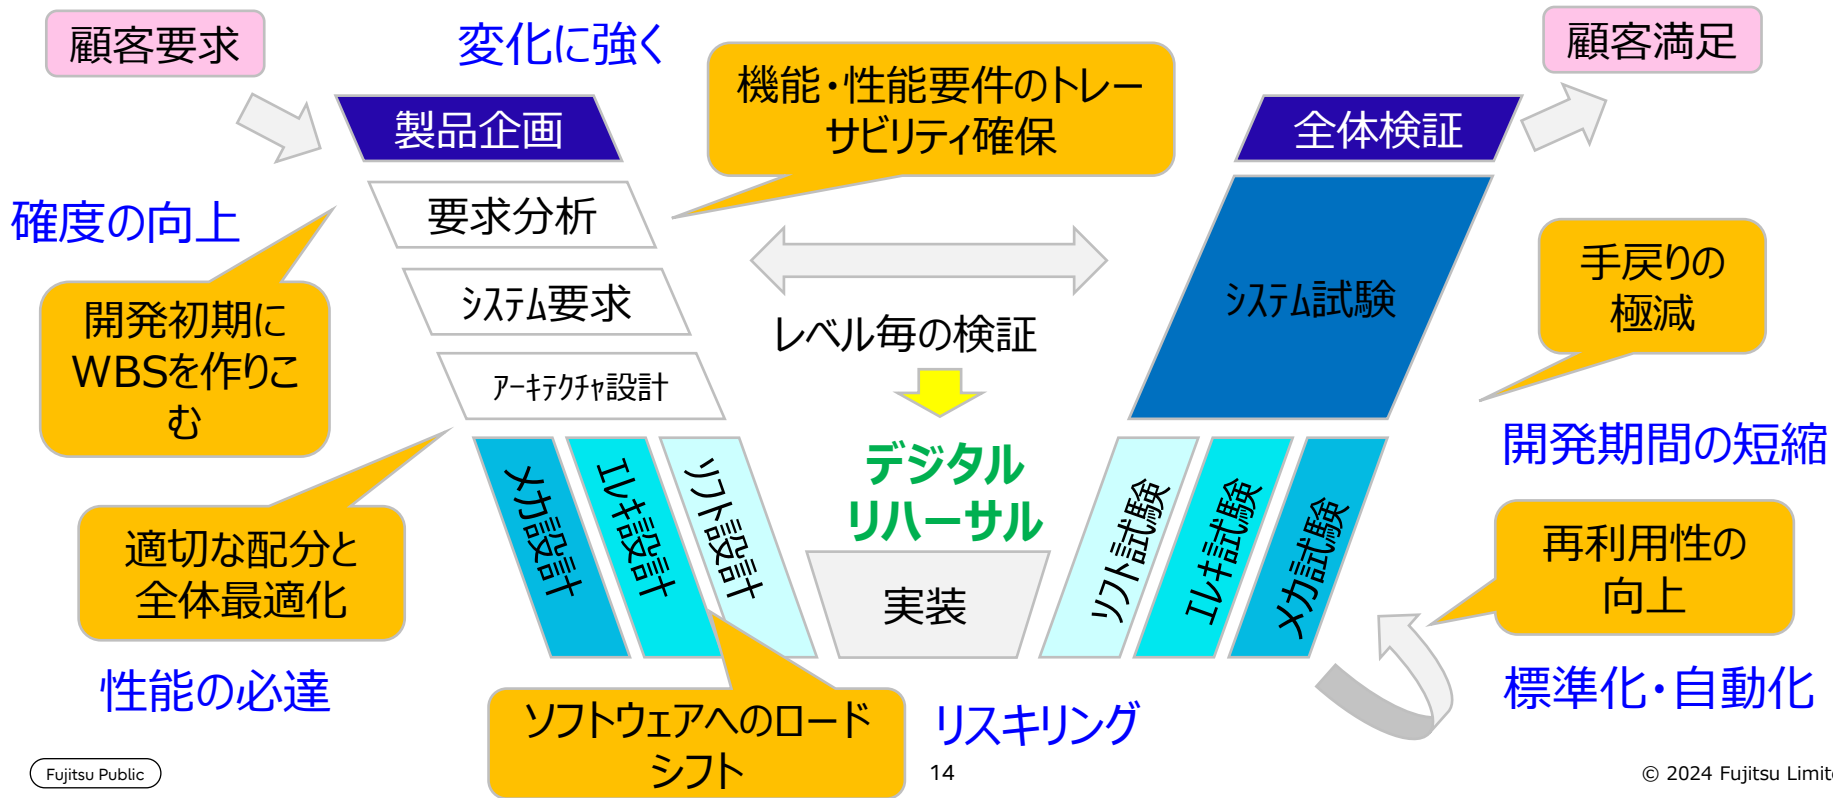 顧客要求
変化に強く
顧客満足
製品企画
機能・性能要件のトレー
サビリティ確保
全体検証
確度の向上
要求分析
手戻りの
極減
開発初期に
WBSを作りこ
む
システム要求
レベル毎の検証
システム試験
アーキテクチャ設計
開発期間の短縮
デジタル
リハーサル
適切な配分と
全体最適化
メカ設計
エレキ設計
ソフト設計
実装
ソフト試験
エレキ試験
メカ試験
再利用性の
向上
性能の必達
ソフトウェアへのロード
シフト
リスキリング
標準化・自動化
Fujitsu Public
14
© 2024 Fujitsu Limite